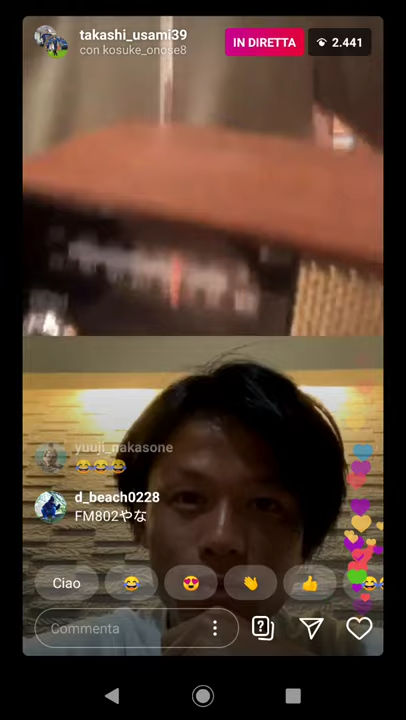 takashi_usami39
con kosuke_onose8
IN DIRETTA
2.441
yuuji_nakasone
😂😂😂
d_beach0228
FM802やな
Ciao 😂 😍 👏 👍 😂
Commenta